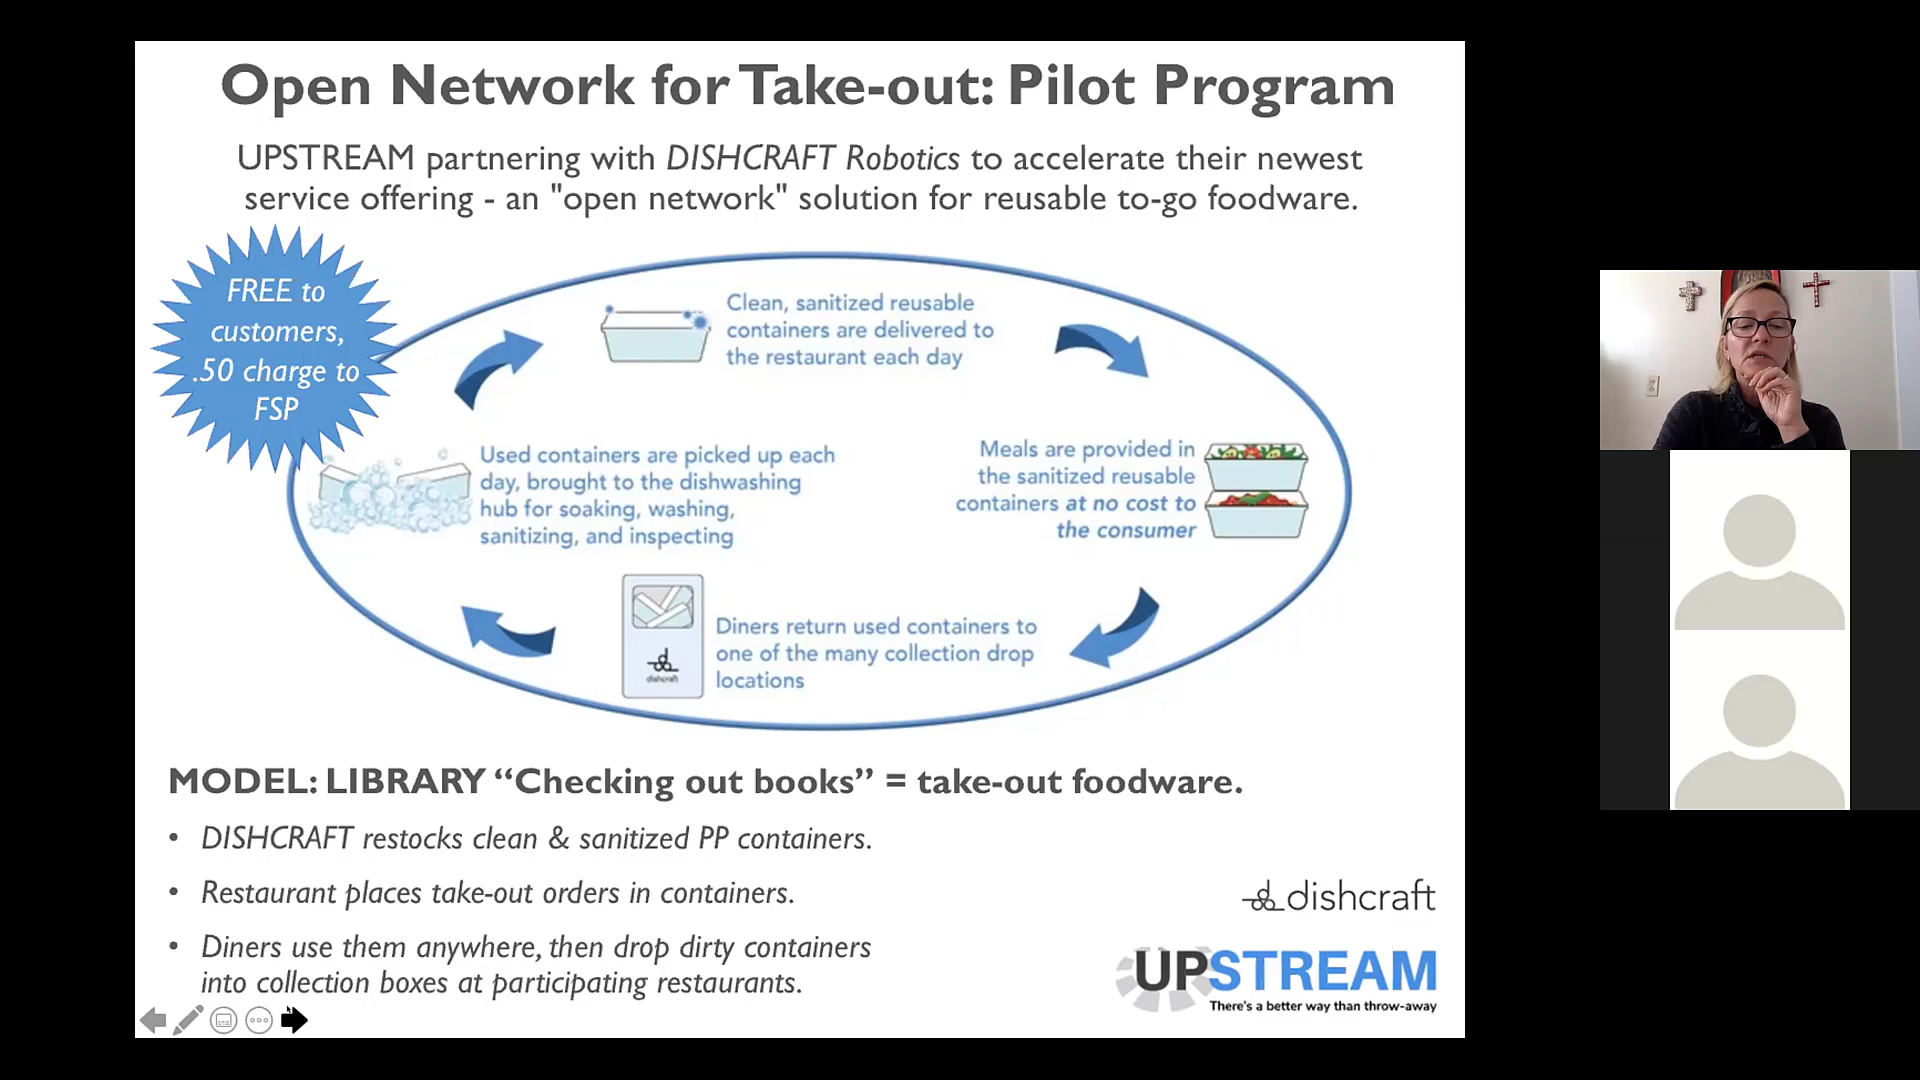 Open Network for Take-out: Pilot Program
UPSTREAM partnering with DISHCRAFT Robotics to accelerate their newest
service offering - an "open network" solution for reusable to-go foodware.
FREE to
customers,
.50 charge to
FSP
Clean, sanitized reusable
containers are delivered to
the restaurant each day
Meals are provided in
the sanitized reusable
containers at no cost to
the consumer
Used containers are picked up each
day, brought to the dishwashing
hub for soaking, washing,
sanitizing, and inspecting
Diners return used containers to
one of the many collection drop
locations
dishcraft
MODEL: LIBRARY “Checking out books” = take-out foodware.
• DISHCRAFT restocks clean & sanitized PP containers.
• Restaurant places take-out orders in containers.
• Diners use them anywhere, then drop dirty containers
into collection boxes at participating restaurants.
dishcraft
UPSTREAM
There's a better way than throw-away